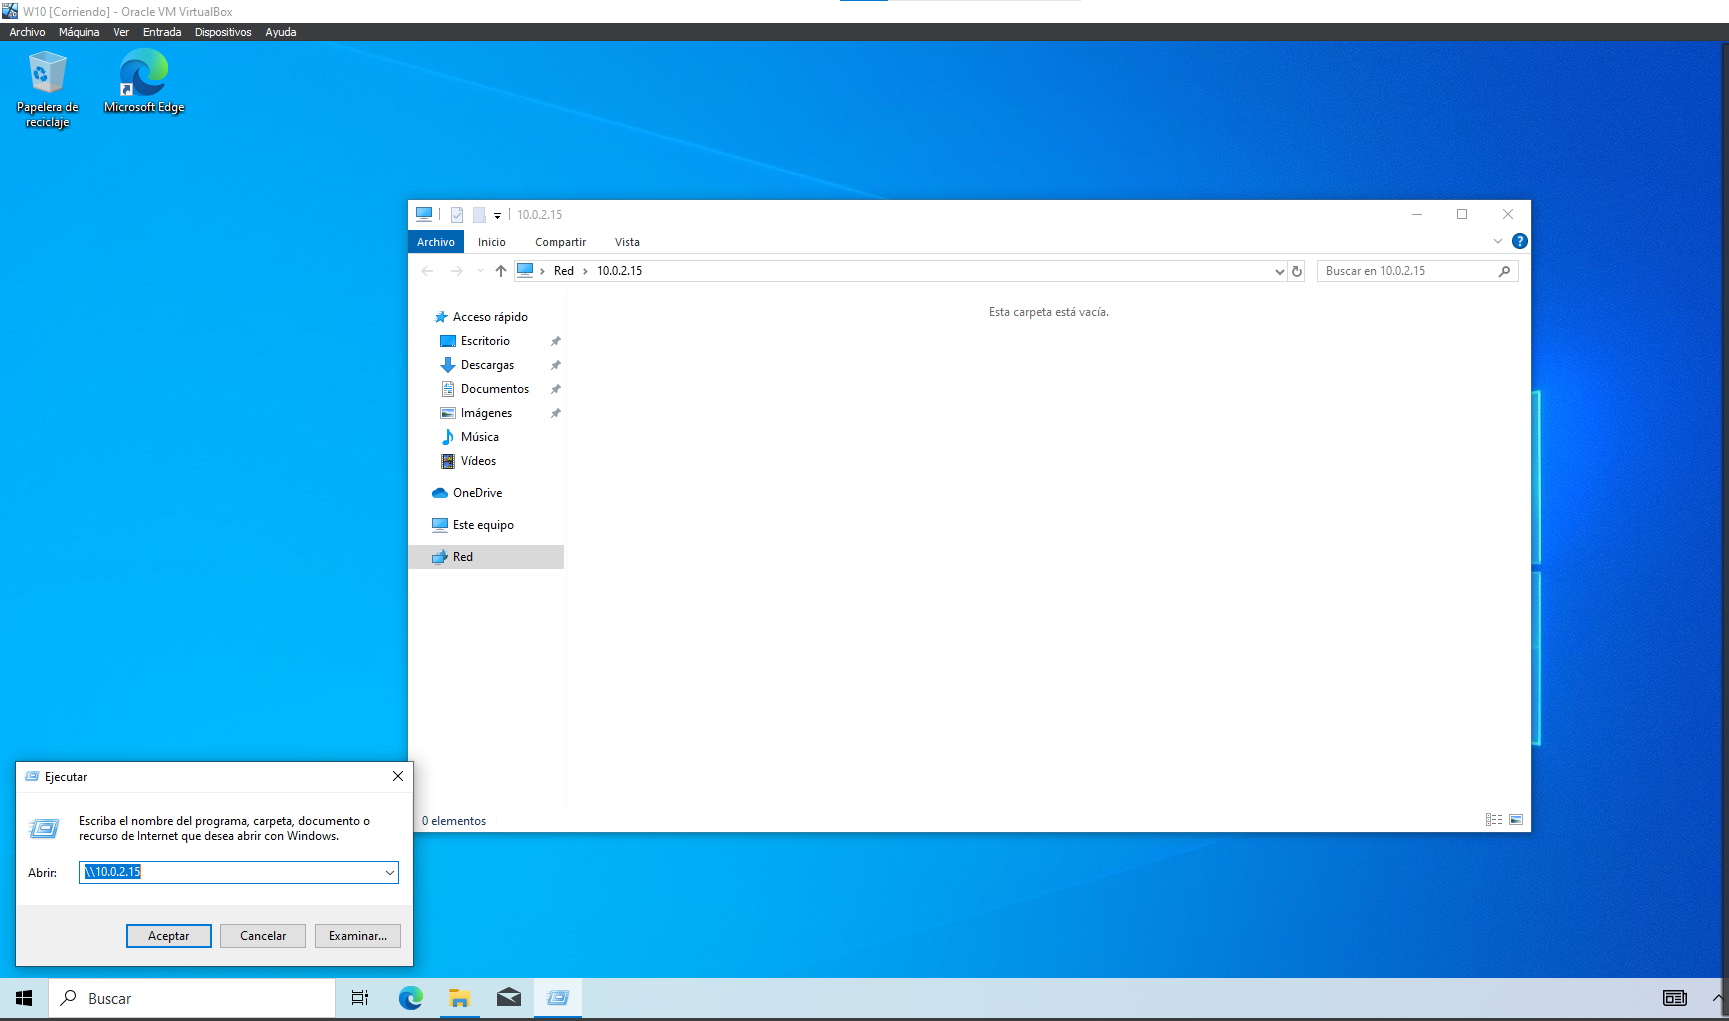 W10 [Corriendo] - Oracle VM VirtualBox
Archivo Máquina Ver Entrada Dispositivos Ayuda
Papelera de
reciclaje
Microsoft Edge
10.0.2.15
Archivo Inicio Compartir Vista
Red > 10.0.2.15
Buscar en 10.0.2.15
Esta carpeta está vacía.
Acceso rápido
Escritorio
Descargas
Documentos
Imágenes
Música
Vídeos
OneDrive
Este equipo
Red
0 elementos
Ejecutar
Escriba el nombre del programa, carpeta, documento o
recurso de Internet que desea abrir con Windows.
Abrir: \\10.0.2.15
Aceptar Cancelar Examinar...
Buscar